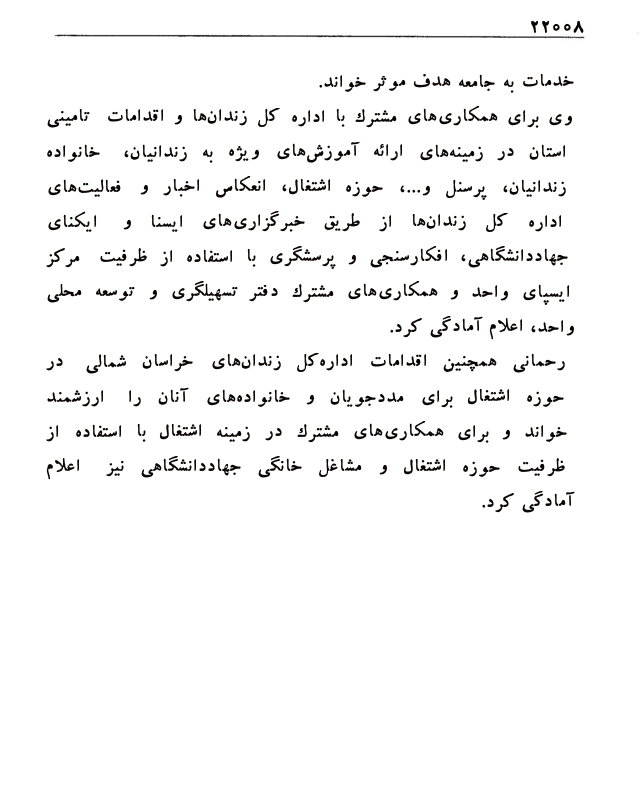 ۲۲۰۰۸
خدمات به جامعه هدف موثر خواند.
وی برای همکاری‌های مشترك با اداره کل زندان‌ها و اقدامات تامینی
استان در زمینه‌های ارائه آموزش‌های ویژه به زندانیان، خانواده
زندانیان، پرسنل و...، حوزه اشتغال، انعکاس اخبار و فعالیت‌های
اداره کل زندان‌ها از طریق خبرگزاری‌های ایسنا و ایکنای
جهاددانشگاهی، افکارسنجی و پرسشگری با استفاده از ظرفیت مرکز
ایسپای واحد و همکاری‌های مشترك دفتر تسهیلگری و توسعه محلی
واحد، اعلام آمادگی کرد.
رحمانی همچنین اقدامات اداره‌کل زندان‌های خراسان شمالی در
حوزه اشتغال برای مددجویان و خانواده‌های آنان را ارزشمند
خواند و برای همکاری‌های مشترك در زمینه اشتغال با استفاده از
ظرفیت حوزه اشتغال و مشاغل خانگی جهاددانشگاهی نیز اعلام
آمادگی کرد.